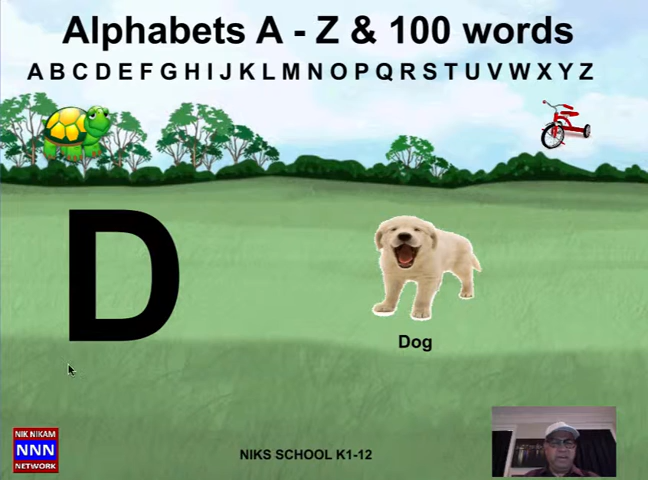 Alphabets A - Z & 100 words
A B C D E F G H I J K L M N O P Q R S T U V W X Y Z
D
Dog
NIK NIKAM
NNN
NETWORK
NIKS SCHOOL K1-12